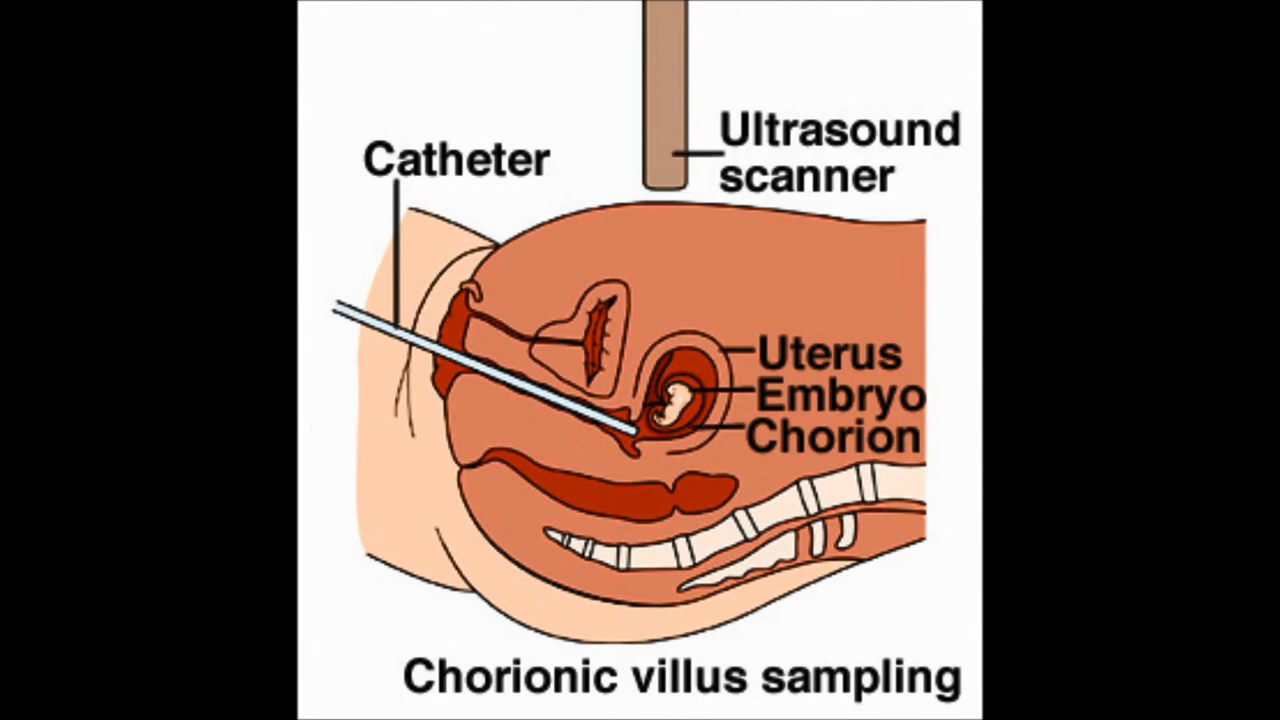 Ultrasound
scanner
Catheter
Uterus
Embryo
Chorion
Chorionic villus sampling